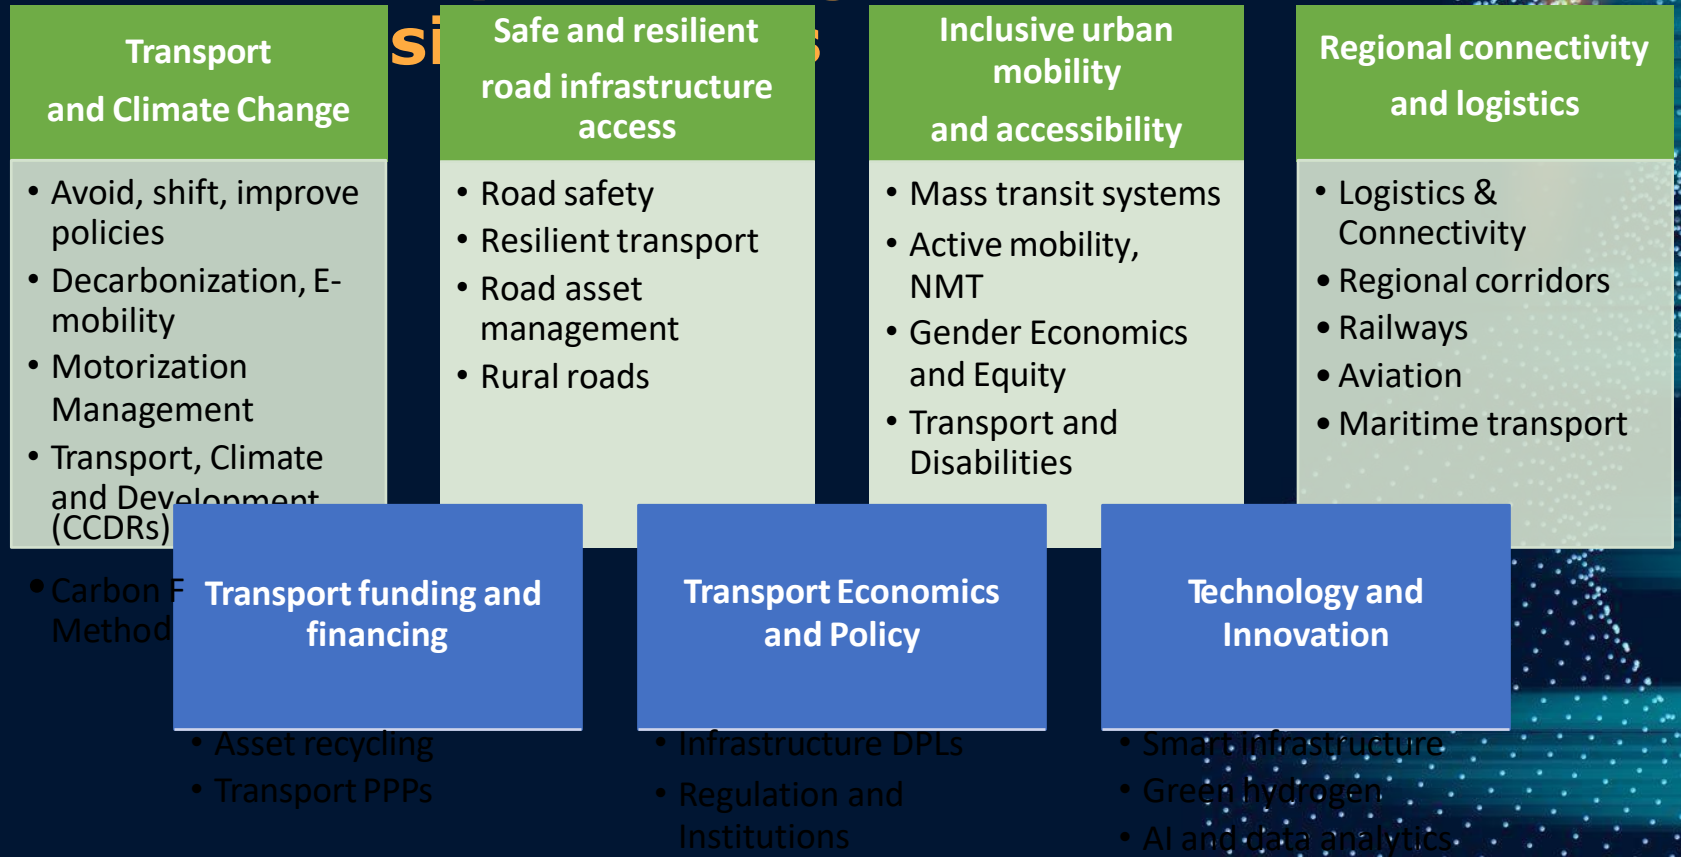 Transport
and Climate Change
• Avoid, shift, improve
policies
• Decarbonization, E-
mobility
• Motorization
Management
• Transport, Climate
and Development
(CCDRs)
• Carbon F
Method
Safe and resilient
road infrastructure
access
• Road safety
• Resilient transport
• Road asset
management
• Rural roads
Inclusive urban
mobility
and accessibility
• Mass transit systems
• Active mobility,
NMT
• Gender Economics
and Equity
• Transport and
Disabilities
Regional connectivity
and logistics
• Logistics &
Connectivity
• Regional corridors
• Railways
• Aviation
• Maritime transport
Transport funding and
financing
• Asset recycling
• Transport PPPs
Transport Economics
and Policy
• Infrastructure DPLs
• Regulation and
Institutions
Technology and
Innovation
• Smart infrastructure
• Green hydrogen
• AI and data analytics